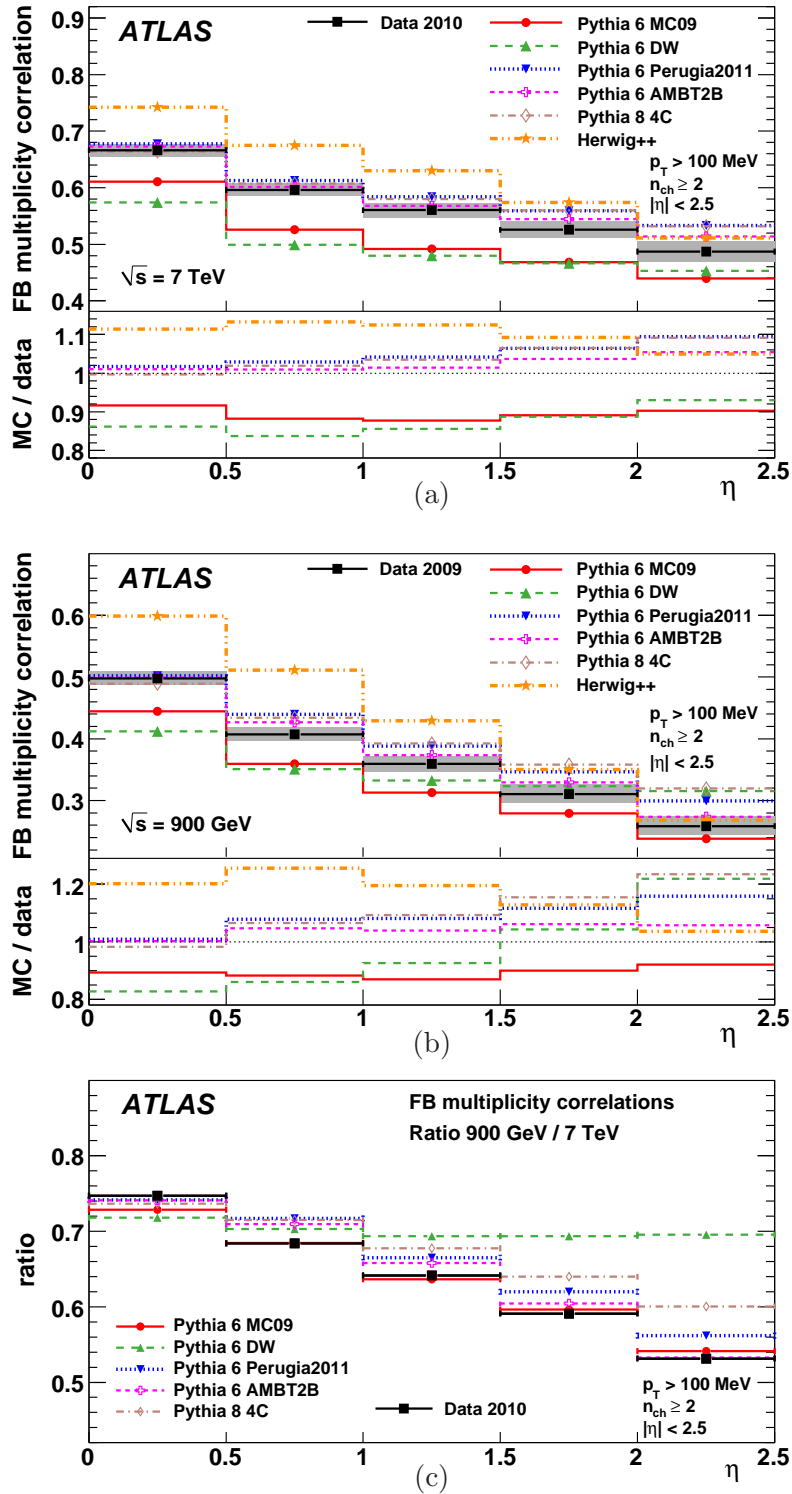 ATLAS
Data 2010
Pythia 6 MC09
Pythia 6 DW
Pythia 6 Perugia2011
Pythia 6 AMBT2B
Pythia 8 4C
Herwig++
p_T > 100 MeV
n_ch ≥ 2
|η| < 2.5
√s = 7 TeV
FB multiplicity correlation
0.9
0.8
0.7
0.6
0.5
0.4
MC / data
1.1
1
0.9
0.8
0 0.5 1 1.5 2 2.5
η
(a)
ATLAS
Data 2009
Pythia 6 MC09
Pythia 6 DW
Pythia 6 Perugia2011
Pythia 6 AMBT2B
Pythia 8 4C
Herwig++
p_T > 100 MeV
n_ch ≥ 2
|η| < 2.5
√s = 900 GeV
FB multiplicity correlation
0.6
0.5
0.4
0.3
MC / data
1.2
1
0.8
0 0.5 1 1.5 2 2.5
η
(b)
ATLAS
FB multiplicity correlations
Ratio 900 GeV / 7 TeV
ratio
0.8
0.7
0.6
0.5
Pythia 6 MC09
Pythia 6 DW
Pythia 6 Perugia2011
Pythia 6 AMBT2B
Pythia 8 4C
Data 2010
p_T > 100 MeV
n_ch ≥ 2
|η| < 2.5
0 0.5 1 1.5 2 2.5
η
(c)